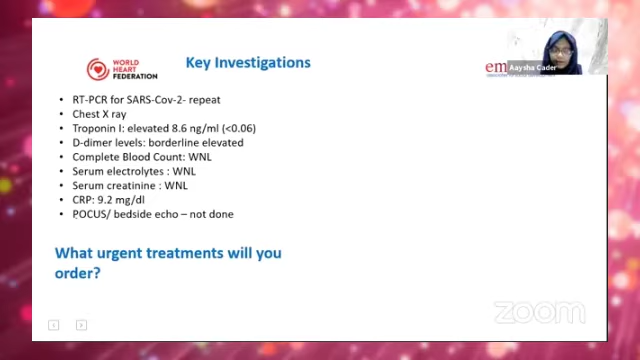 WORLD
HEART
FEDERATION
Key Investigations
em
Aaysha Cader
• RT-PCR for SARS-Cov-2- repeat
• Chest X ray
• Troponin I: elevated 8.6 ng/ml (<0.06)
• D-dimer levels: borderline elevated
• Complete Blood Count: WNL
• Serum electrolytes : WNL
• Serum creatinine : WNL
• CRP: 9.2 mg/dl
• POCUS/ bedside echo – not done
What urgent treatments will you
order?
zoom